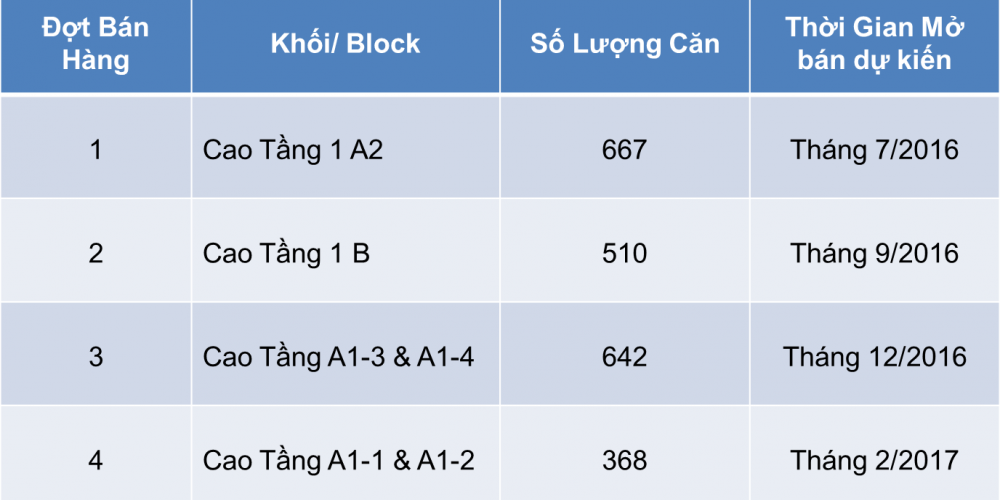 Đợt Bán
Hàng
Khối/ Block
Số Lượng Căn
Thời Gian Mở
bán dự kiến
1
Cao Tầng 1 A2
667
Tháng 7/2016
2
Cao Tầng 1 B
510
Tháng 9/2016
3
Cao Tầng A1-3 & A1-4
642
Tháng 12/2016
4
Cao Tầng A1-1 & A1-2
368
Tháng 2/2017